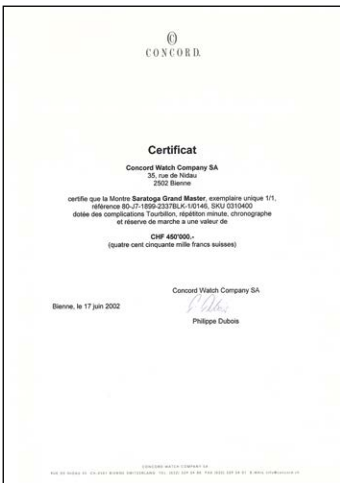 CONCORD.
Certificat
Concord Watch Company SA
35, rue de Nidau
2502 Bienne
certifie que la Montre Saratoga Grand Master, exemplaire unique 1/1,
référence 80-J7-1899-2337BLK-1/0146, SKU 0310400
dotée des complications Tourbillon, répétiton minute, chronographe
et réserve de marche a une valeur de
CHF 450'000.-
(quatre cent cinquante mille francs suisses)
Concord Watch Company SA
Bienne, le 17 juin 2002
Philippe Dubois
CONCORD WATCH COMPANY SA